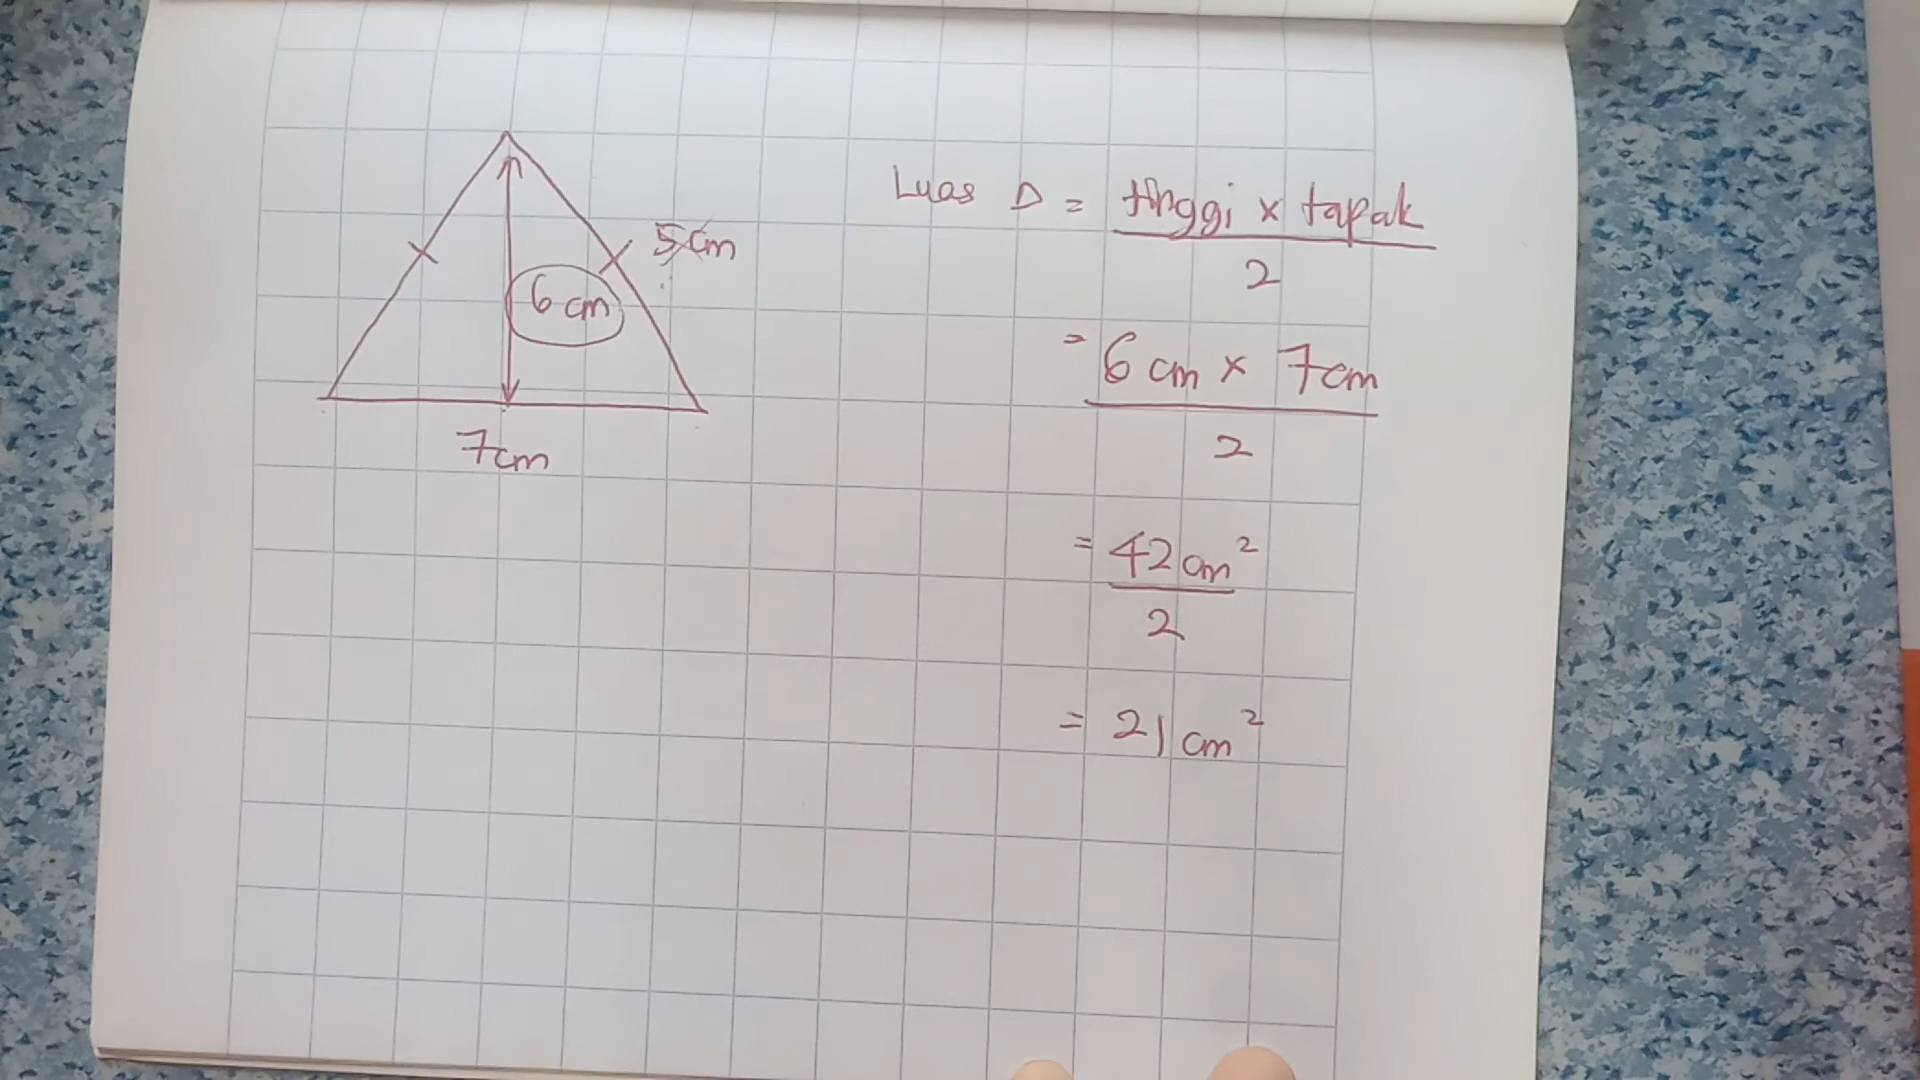 5cm
6 cm
7cm
Luas Δ = tinggi x tapak
2
= 6 cm x 7cm
2
= 42 cm²
2
= 21 cm²